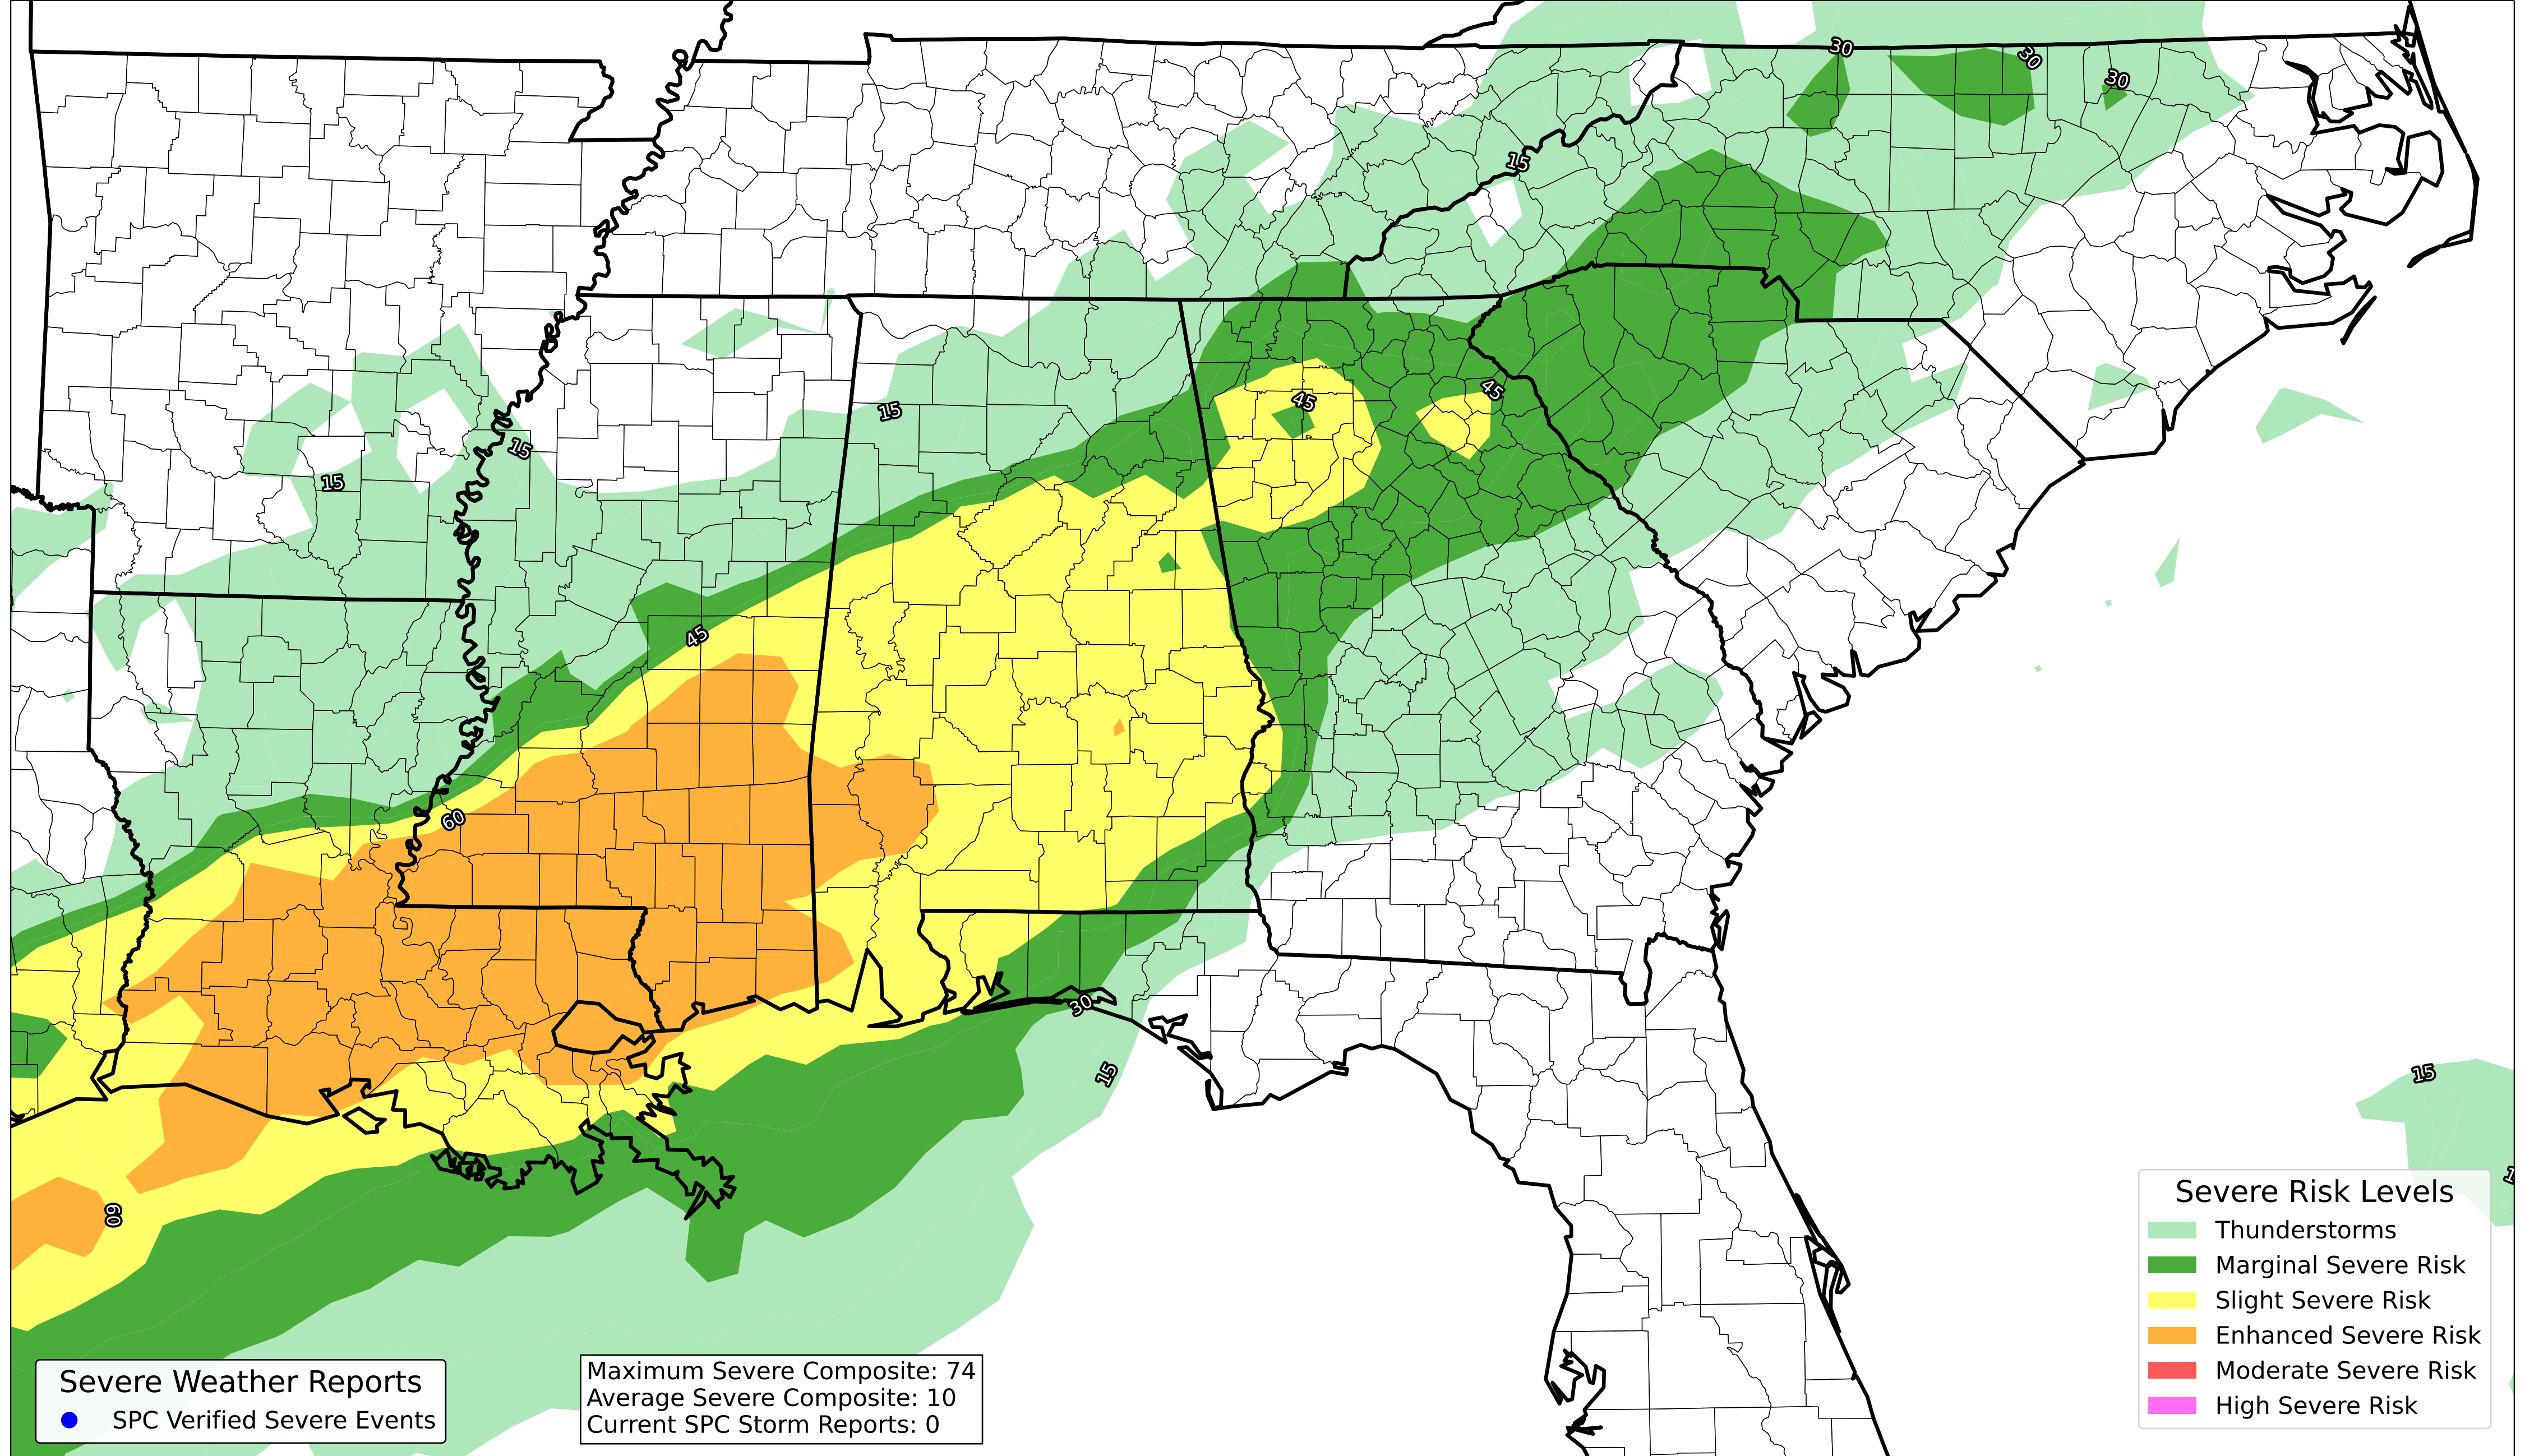 30
30
30
15
45
45
15
15
15
45
60
30
15
15
60
Severe Risk Levels
Thunderstorms
Marginal Severe Risk
Slight Severe Risk
Enhanced Severe Risk
Moderate Severe Risk
High Severe Risk
Severe Weather Reports
SPC Verified Severe Events
Maximum Severe Composite: 74
Average Severe Composite: 10
Current SPC Storm Reports: 0